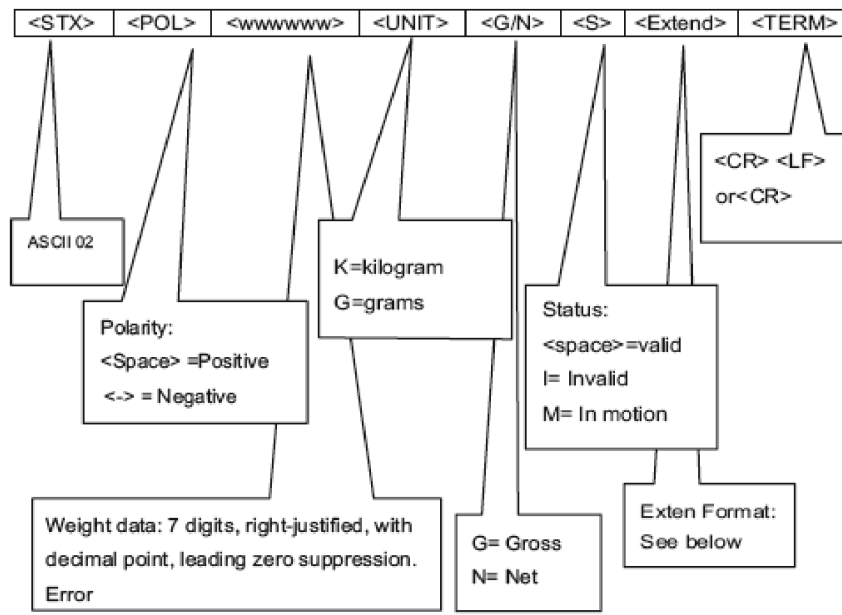 <STX> <POL> <wwwwww> <UNIT> <G/N> <S> <Extend> <TERM>
<CR> <LF>
or<CR>
ASCII 02
K=kilogram
G=grams
Polarity:
<Space> =Positive
<-> = Negative
Status:
<space>=valid
I= Invalid
M= In motion
Weight data: 7 digits, right-justified, with
decimal point, leading zero suppression.
Error
G= Gross
N= Net
Exten Format:
See below